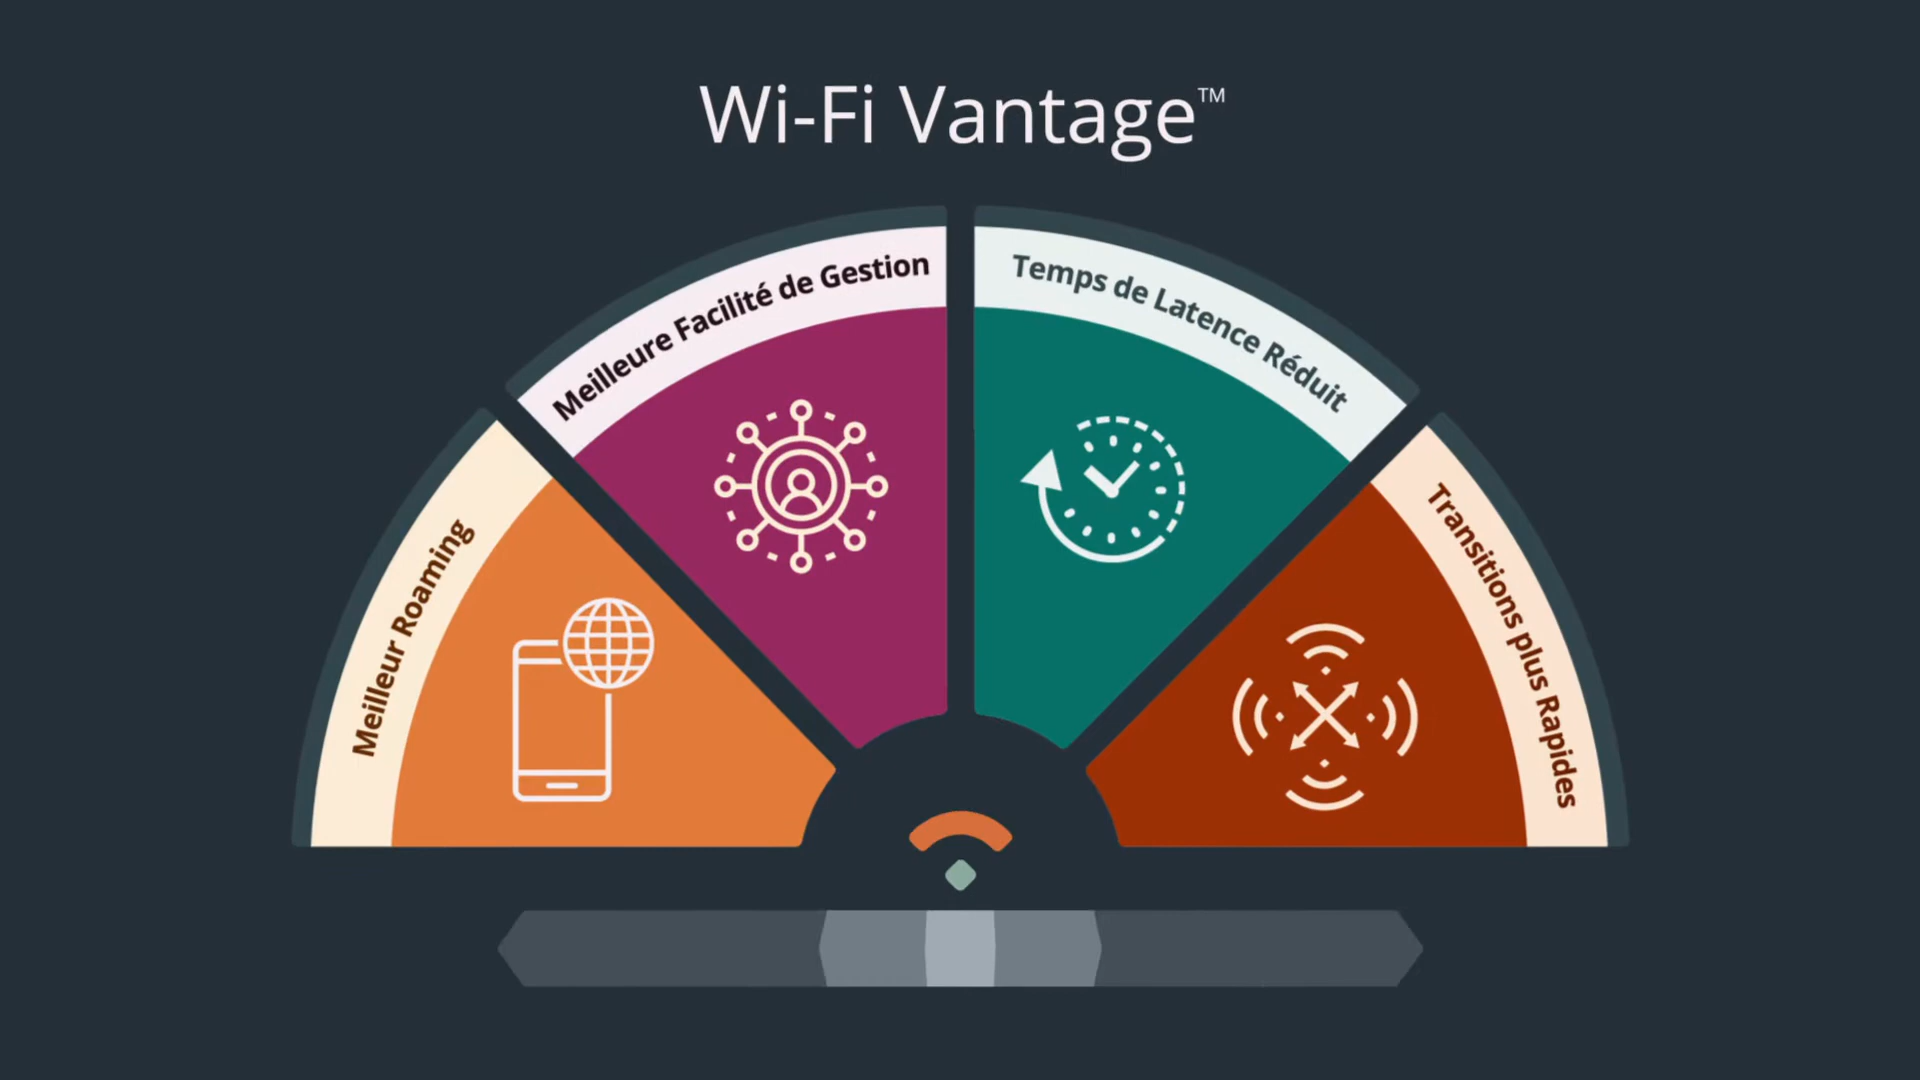 Wi-Fi Vantage™
Meilleur Roaming
Meilleure Facilité de Gestion
Temps de Latence Réduit
Transitions plus Rapides